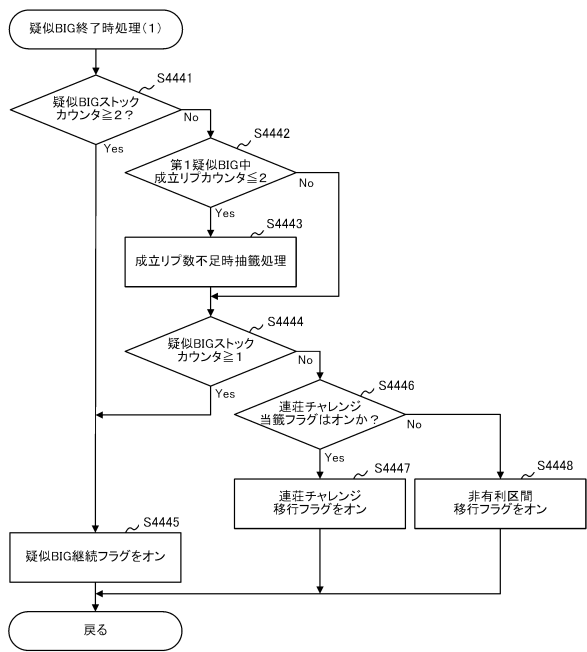 疑似BIG終了時処理(1)
S4441
疑似BIGストック
カウンタ≧2？
No
Yes
S4442
第1疑似BIG中
成立リプカウンタ≦2
No
Yes
S4443
成立リプ数不足時抽籤処理
S4444
疑似BIGストック
カウンタ≧1
No
Yes
S4446
連荘チャレンジ
当籤フラグはオンか？
No
Yes
S4447
連荘チャレンジ
移行フラグをオン
S4448
非有利区間
移行フラグをオン
S4445
疑似BIG継続フラグをオン
戻る